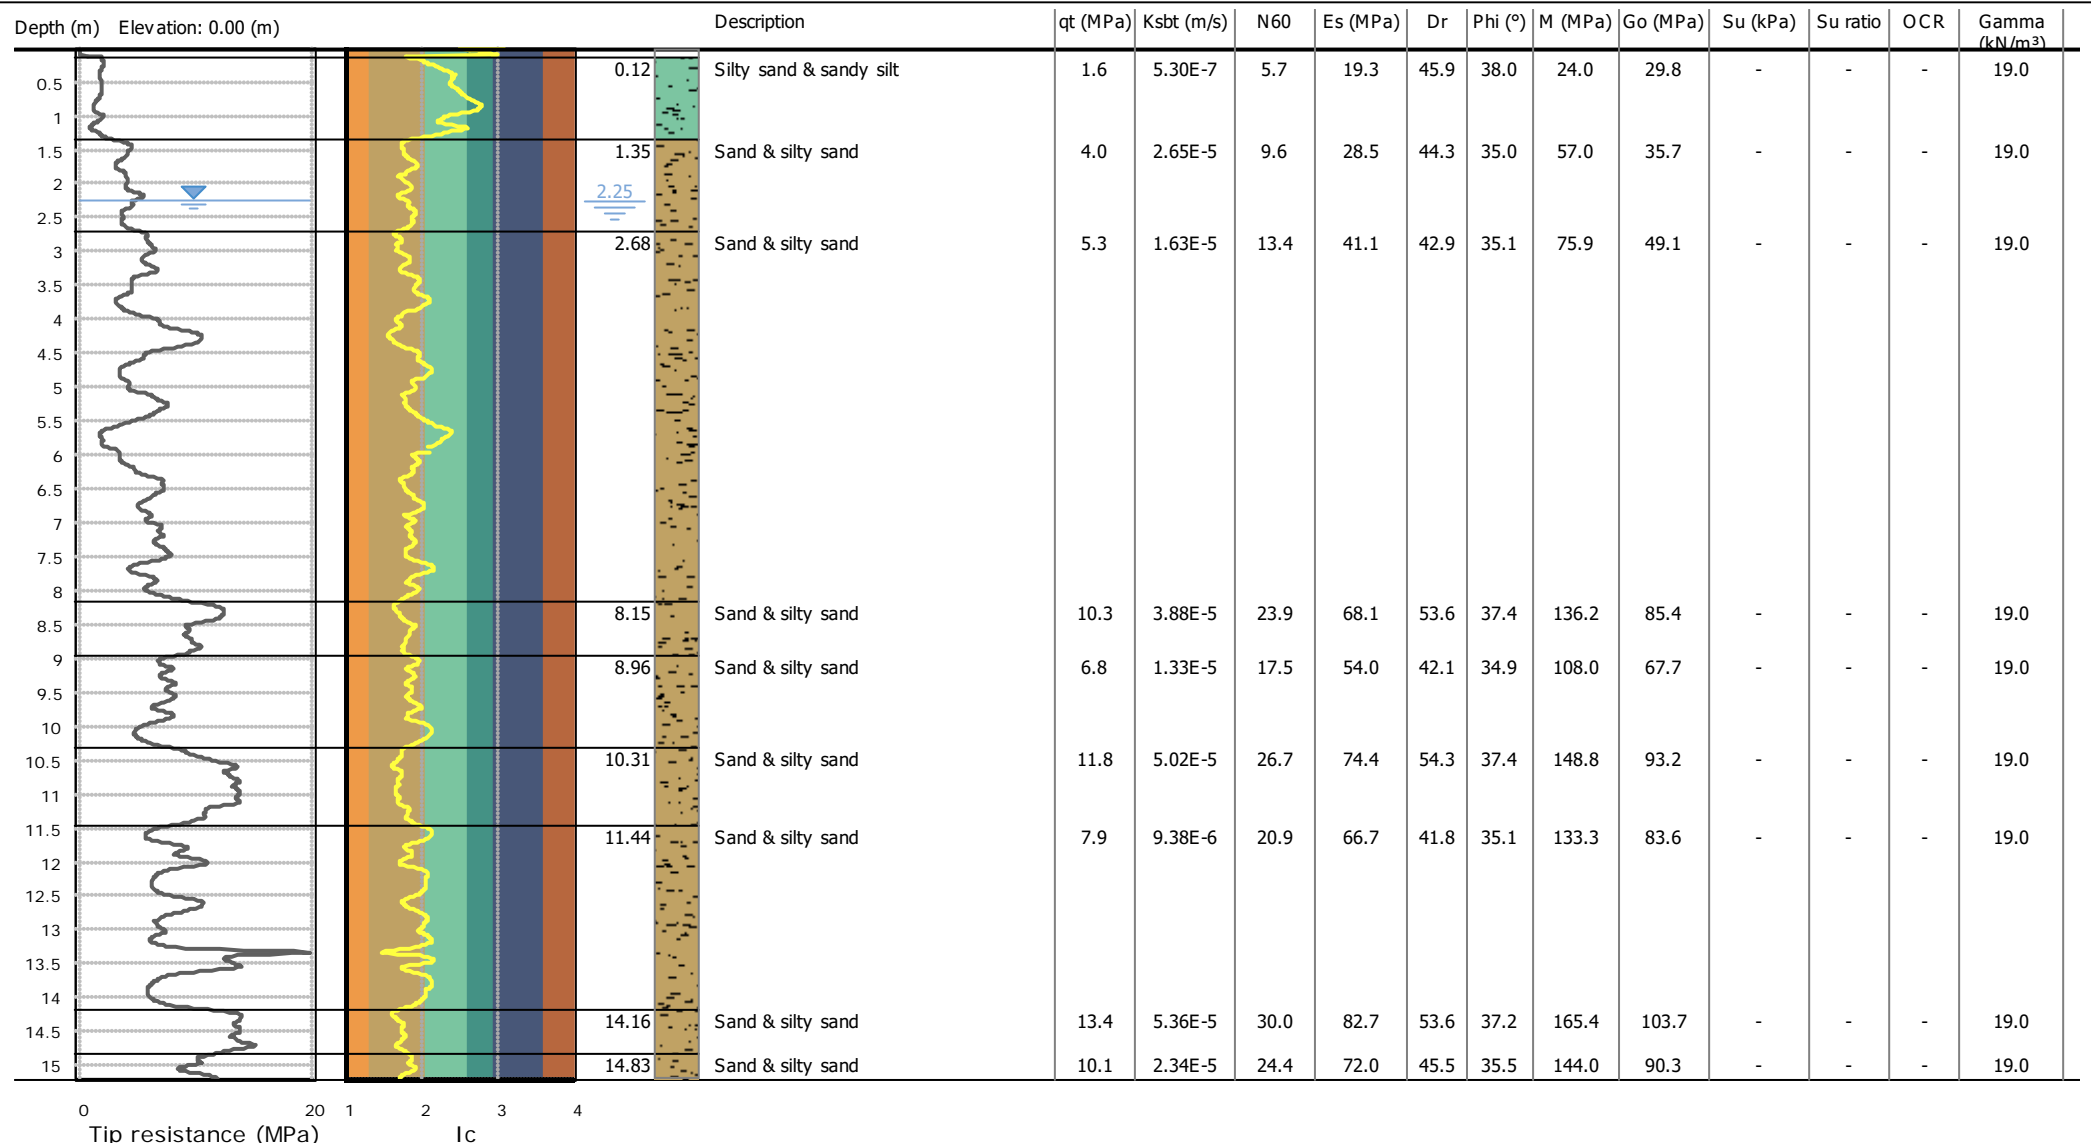 Depth (m) Elevation: 0.00 (m) Description qt (MPa) Ksbt (m/s) N60 Es (MPa) Dr Phi (°) M (MPa) Go (MPa) Su (kPa) Su ratio OCR Gamma
(kN/m³)
0.12 Silty sand & sandy silt 1.6 5.30E-7 5.7 19.3 45.9 38.0 24.0 29.8 - - - 19.0
0.5
1
1.5 1.35 Sand & silty sand 4.0 2.65E-5 9.6 28.5 44.3 35.0 57.0 35.7 - - - 19.0
2 2.25
2.5
3 2.68 Sand & silty sand 5.3 1.63E-5 13.4 41.1 42.9 35.1 75.9 49.1 - - - 19.0
3.5
4
4.5
5
5.5
6
6.5
7
7.5
8
8.5 8.15 Sand & silty sand 10.3 3.88E-5 23.9 68.1 53.6 37.4 136.2 85.4 - - - 19.0
9 8.96 Sand & silty sand 6.8 1.33E-5 17.5 54.0 42.1 34.9 108.0 67.7 - - - 19.0
9.5
10
10.5 10.31 Sand & silty sand 11.8 5.02E-5 26.7 74.4 54.3 37.4 148.8 93.2 - - - 19.0
11
11.5 11.44 Sand & silty sand 7.9 9.38E-6 20.9 66.7 41.8 35.1 133.3 83.6 - - - 19.0
12
12.5
13
13.5
14
14.5 14.16 Sand & silty sand 13.4 5.36E-5 30.0 82.7 53.6 37.2 165.4 103.7 - - - 19.0
15 14.83 Sand & silty sand 10.1 2.34E-5 24.4 72.0 45.5 35.5 144.0 90.3 - - - 19.0
0 20 1 2 3 4
Tip resistance (MPa) Ic